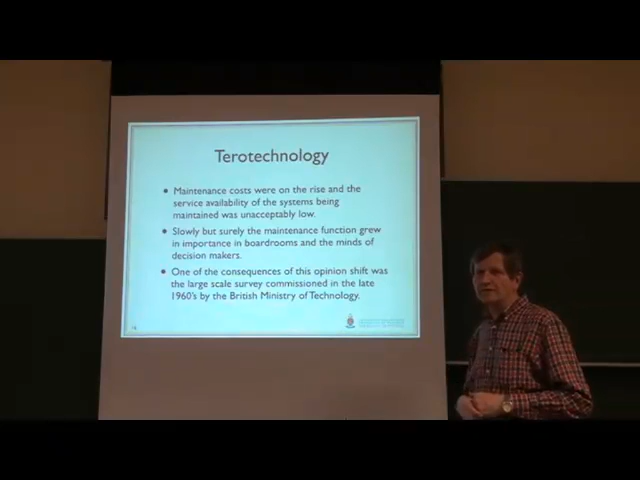 Terotechnology
• Maintenance costs were on the rise and the
service availability of the systems being
maintained was unacceptably low.
• Slowly but surely the maintenance function grew
in importance in boardrooms and the minds of
decision makers.
• One of the consequences of this opinion shift was
the large scale survey commissioned in the late
1960's by the British Ministry of Technology.